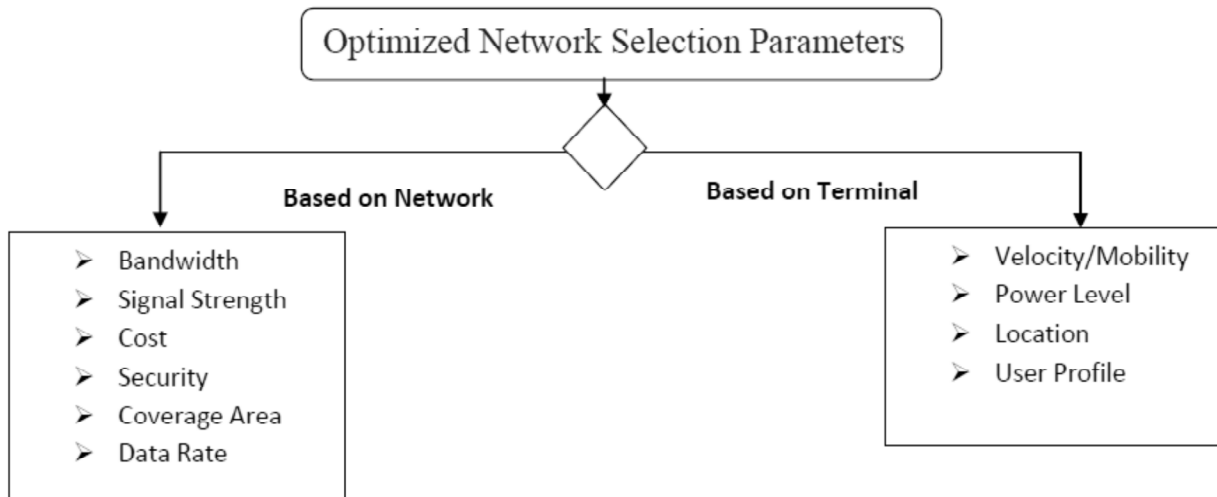 Optimized Network Selection Parameters
Based on Network
Based on Terminal
Bandwidth
Signal Strength
Cost
Security
Coverage Area
Data Rate
Velocity/Mobility
Power Level
Location
User Profile